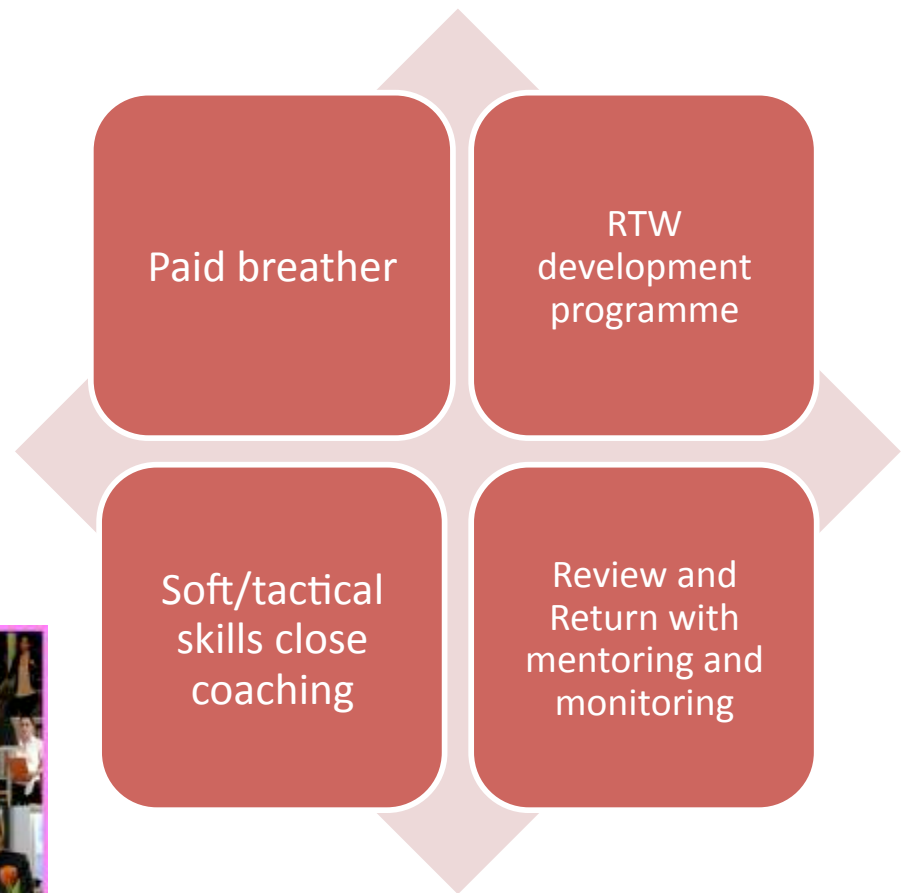 Paid breather
RTW
development
programme
Soft/tactical
skills close
coaching
Review and
Return with
mentoring and
monitoring